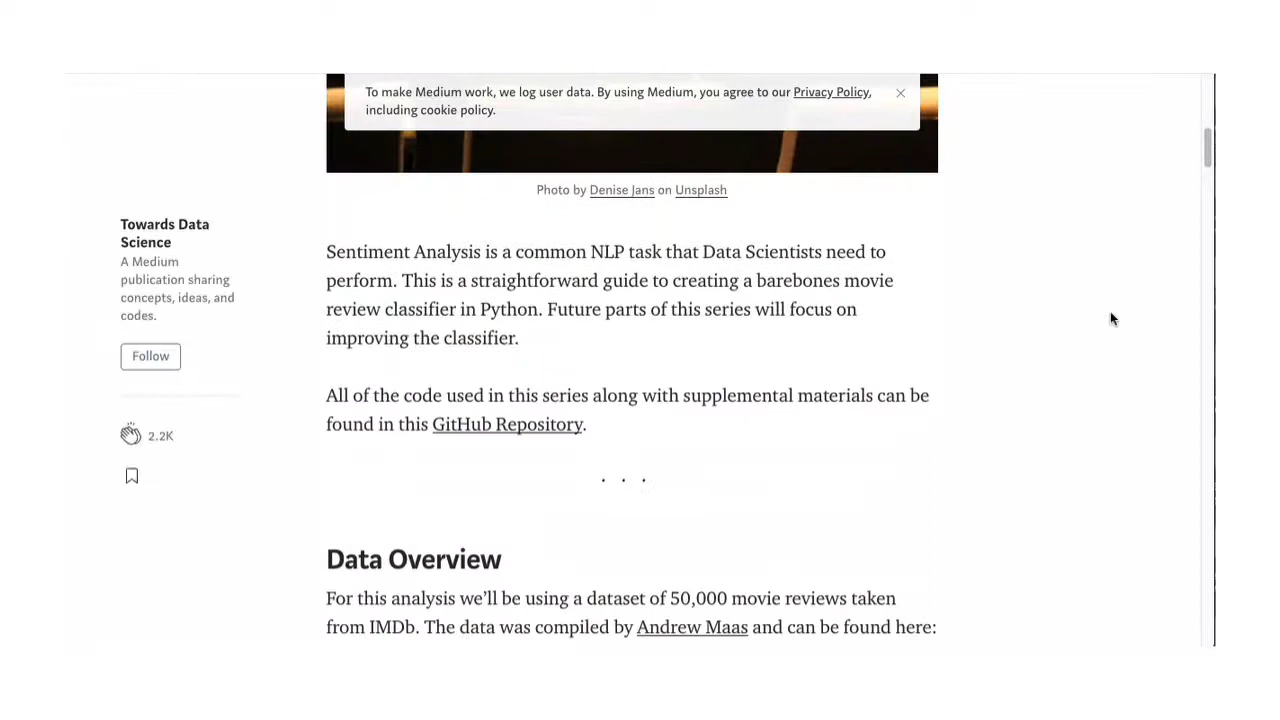 To make Medium work, we log user data. By using Medium, you agree to our Privacy Policy,
including cookie policy.
Photo by Denise Jans on Unsplash
Towards Data
Science
A Medium
publication sharing
concepts, ideas, and
codes.
Follow
2.2K
Sentiment Analysis is a common NLP task that Data Scientists need to
perform. This is a straightforward guide to creating a barebones movie
review classifier in Python. Future parts of this series will focus on
improving the classifier.
All of the code used in this series along with supplemental materials can be
found in this GitHub Repository.
. . .
Data Overview
For this analysis we’ll be using a dataset of 50,000 movie reviews taken
from IMDb. The data was compiled by Andrew Maas and can be found here: